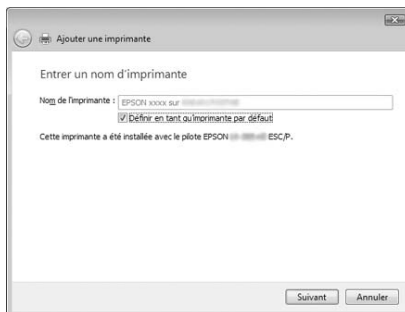 Ajouter une imprimante
Entrer un nom d'imprimante
Nom de l'imprimante : EPSON xxxx sur
Définir en tant qu'imprimante par défaut
Cette imprimante a été installée avec le pilote EPSON ESC/P.
Suivant Annuler